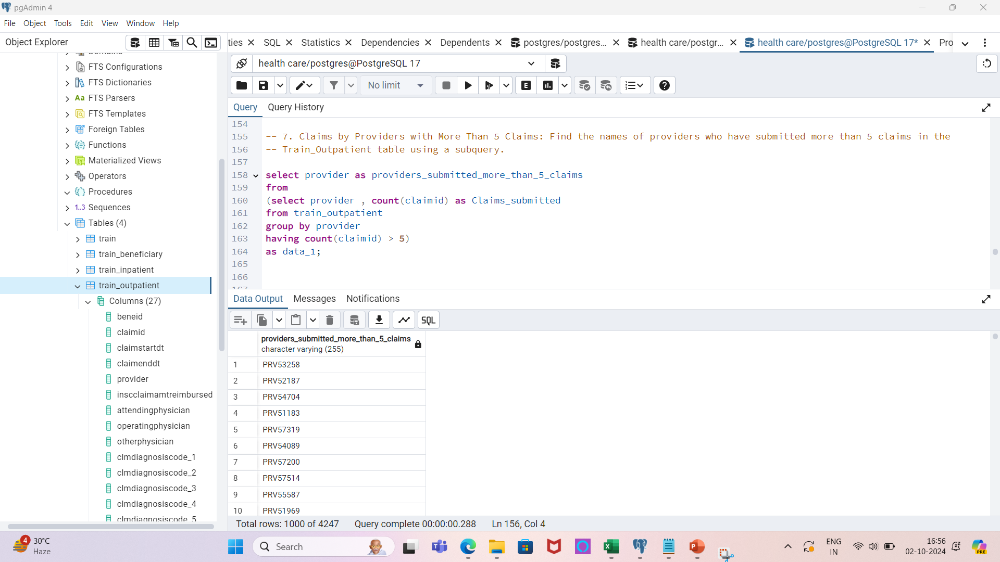 pgAdmin 4
File Object Tools Edit View Window Help
Object Explorer
ties SQL Statistics Dependencies Dependents postgres/postgres... health care/postgr... health care/postgres@PostgreSQL 17* Pro
health care/postgres@PostgreSQL 17
No limit
E
Query Query History
Domains
FTS Configurations
FTS Dictionaries
Aa FTS Parsers
FTS Templates
Foreign Tables
Functions
Materialized Views
Operators
Procedures
1..3 Sequences
Tables (4)
train
train_beneficiary
train_inpatient
train_outpatient
Columns (27)
beneid
claimid
claimstartdt
claimenddt
provider
inscclaimamtreimbursed
attendingphysician
operatingphysician
otherphysician
clmdiagnosiscode_1
clmdiagnosiscode_2
clmdiagnosiscode_3
clmdiagnosiscode_4
clmdiagnosiscode_5
154
155 -- 7. Claims by Providers with More Than 5 Claims: Find the names of providers who have submitted more than 5 claims in the
156 -- Train_Outpatient table using a subquery.
157
158 select provider as providers_submitted_more_than_5_claims
159 from
160 (select provider , count(claimid) as Claims_submitted
161 from train_outpatient
162 group by provider
163 having count(claimid) > 5)
164 as data_1;
165
166
167
Data Output Messages Notifications
SQL
providers_submitted_more_than_5_claims
character varying (255)
1 PRV53258
2 PRV52187
3 PRV54704
4 PRV51183
5 PRV57319
6 PRV54089
7 PRV57200
8 PRV57514
9 PRV55587
10 PRV51969
Total rows: 1000 of 4247 Query complete 00:00:00.288 Ln 156, Col 4
4
30°C
Haze
Search
ENG
IN
16:56
02-10-2024
PRE